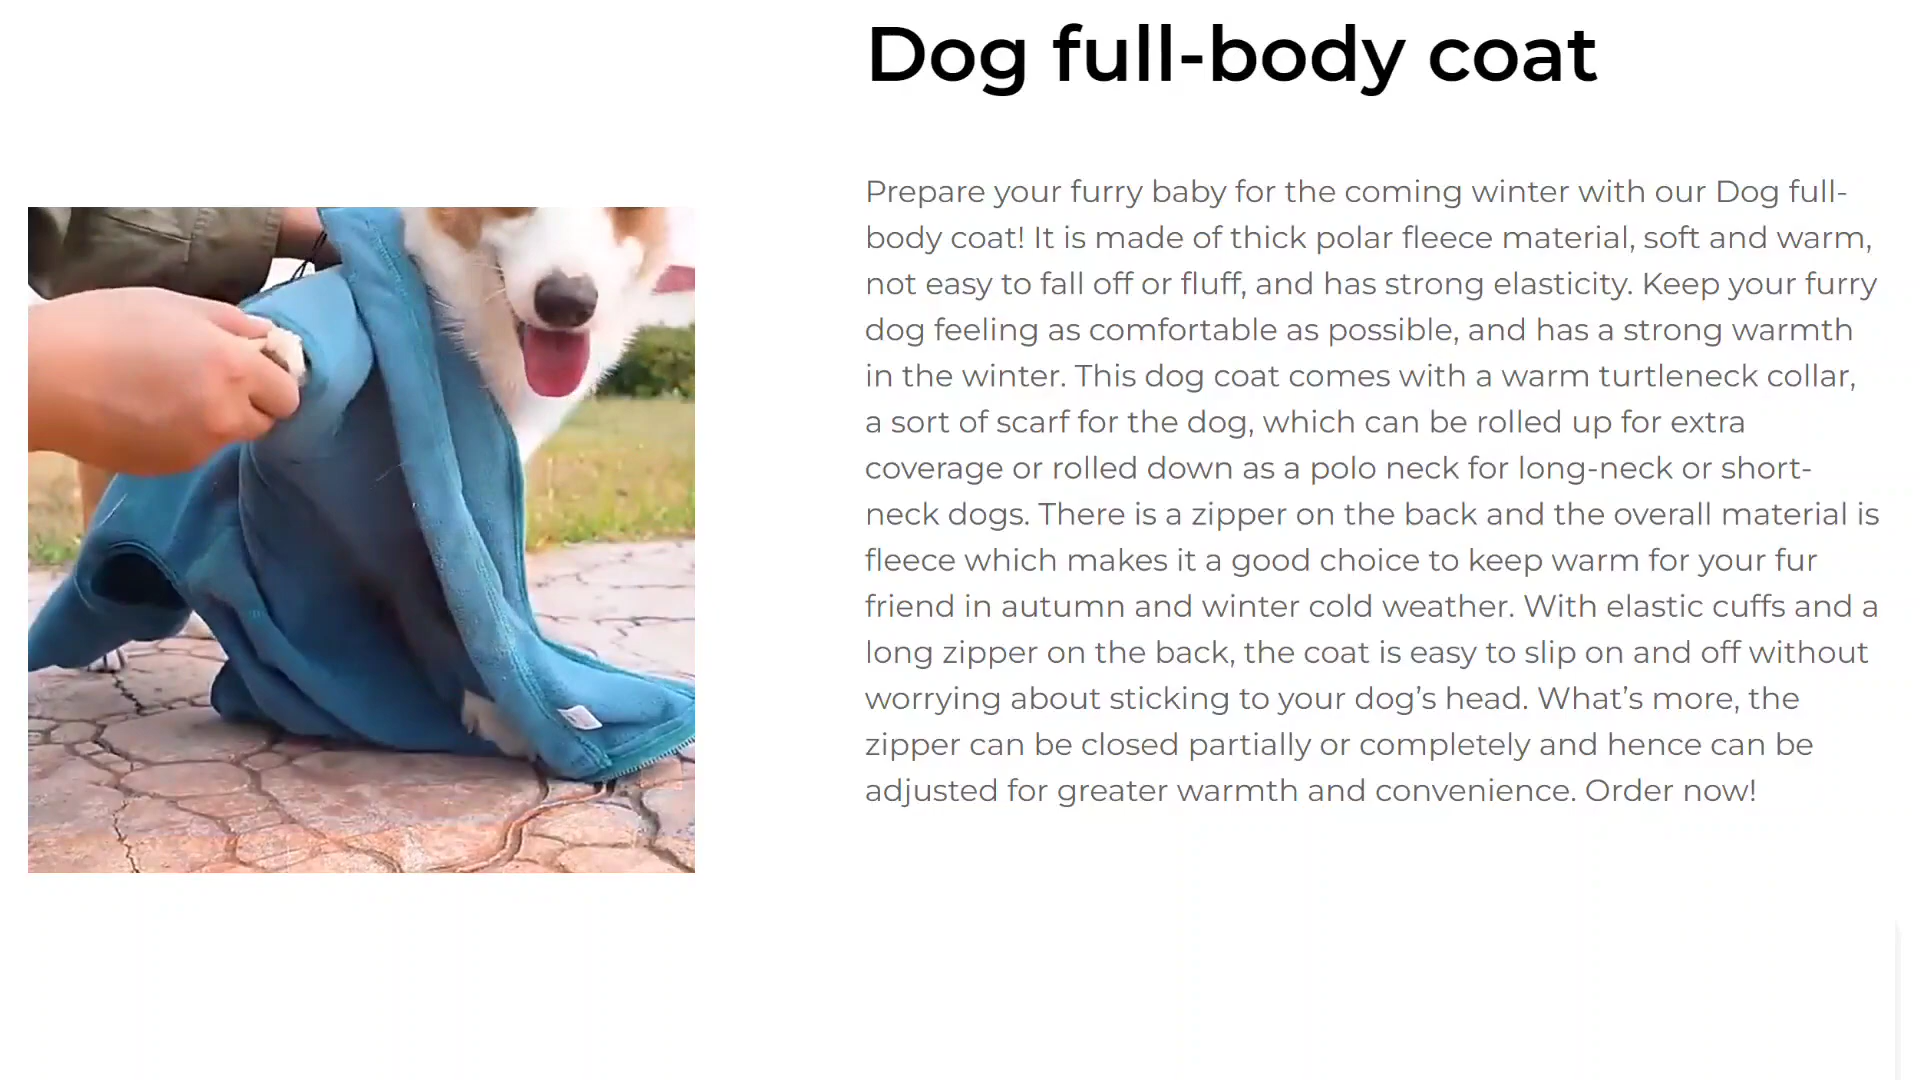 Dog full-body coat
Prepare your furry baby for the coming winter with our Dog full-
body coat! It is made of thick polar fleece material, soft and warm,
not easy to fall off or fluff, and has strong elasticity. Keep your furry
dog feeling as comfortable as possible, and has a strong warmth
in the winter. This dog coat comes with a warm turtleneck collar,
a sort of scarf for the dog, which can be rolled up for extra
coverage or rolled down as a polo neck for long-neck or short-
neck dogs. There is a zipper on the back and the overall material is
fleece which makes it a good choice to keep warm for your fur
friend in autumn and winter cold weather. With elastic cuffs and a
long zipper on the back, the coat is easy to slip on and off without
worrying about sticking to your dog’s head. What’s more, the
zipper can be closed partially or completely and hence can be
adjusted for greater warmth and convenience. Order now!